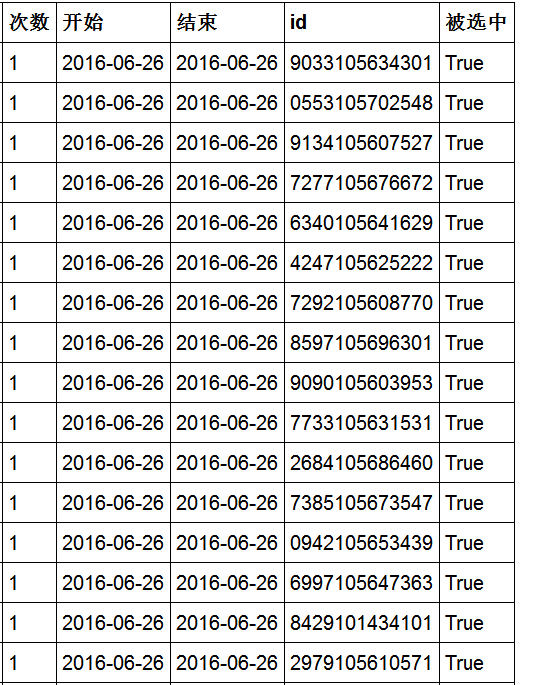 次数 开始 结束 id 被选中
1 2016-06-26 2016-06-26 9033105634301 True
1 2016-06-26 2016-06-26 0553105702548 True
1 2016-06-26 2016-06-26 9134105607527 True
1 2016-06-26 2016-06-26 7277105676672 True
1 2016-06-26 2016-06-26 6340105641629 True
1 2016-06-26 2016-06-26 4247105625222 True
1 2016-06-26 2016-06-26 7292105608770 True
1 2016-06-26 2016-06-26 8597105696301 True
1 2016-06-26 2016-06-26 9090105603953 True
1 2016-06-26 2016-06-26 7733105631531 True
1 2016-06-26 2016-06-26 2684105686460 True
1 2016-06-26 2016-06-26 7385105673547 True
1 2016-06-26 2016-06-26 0942105653439 True
1 2016-06-26 2016-06-26 6997105647363 True
1 2016-06-26 2016-06-26 8429101434101 True
1 2016-06-26 2016-06-26 2979105610571 True